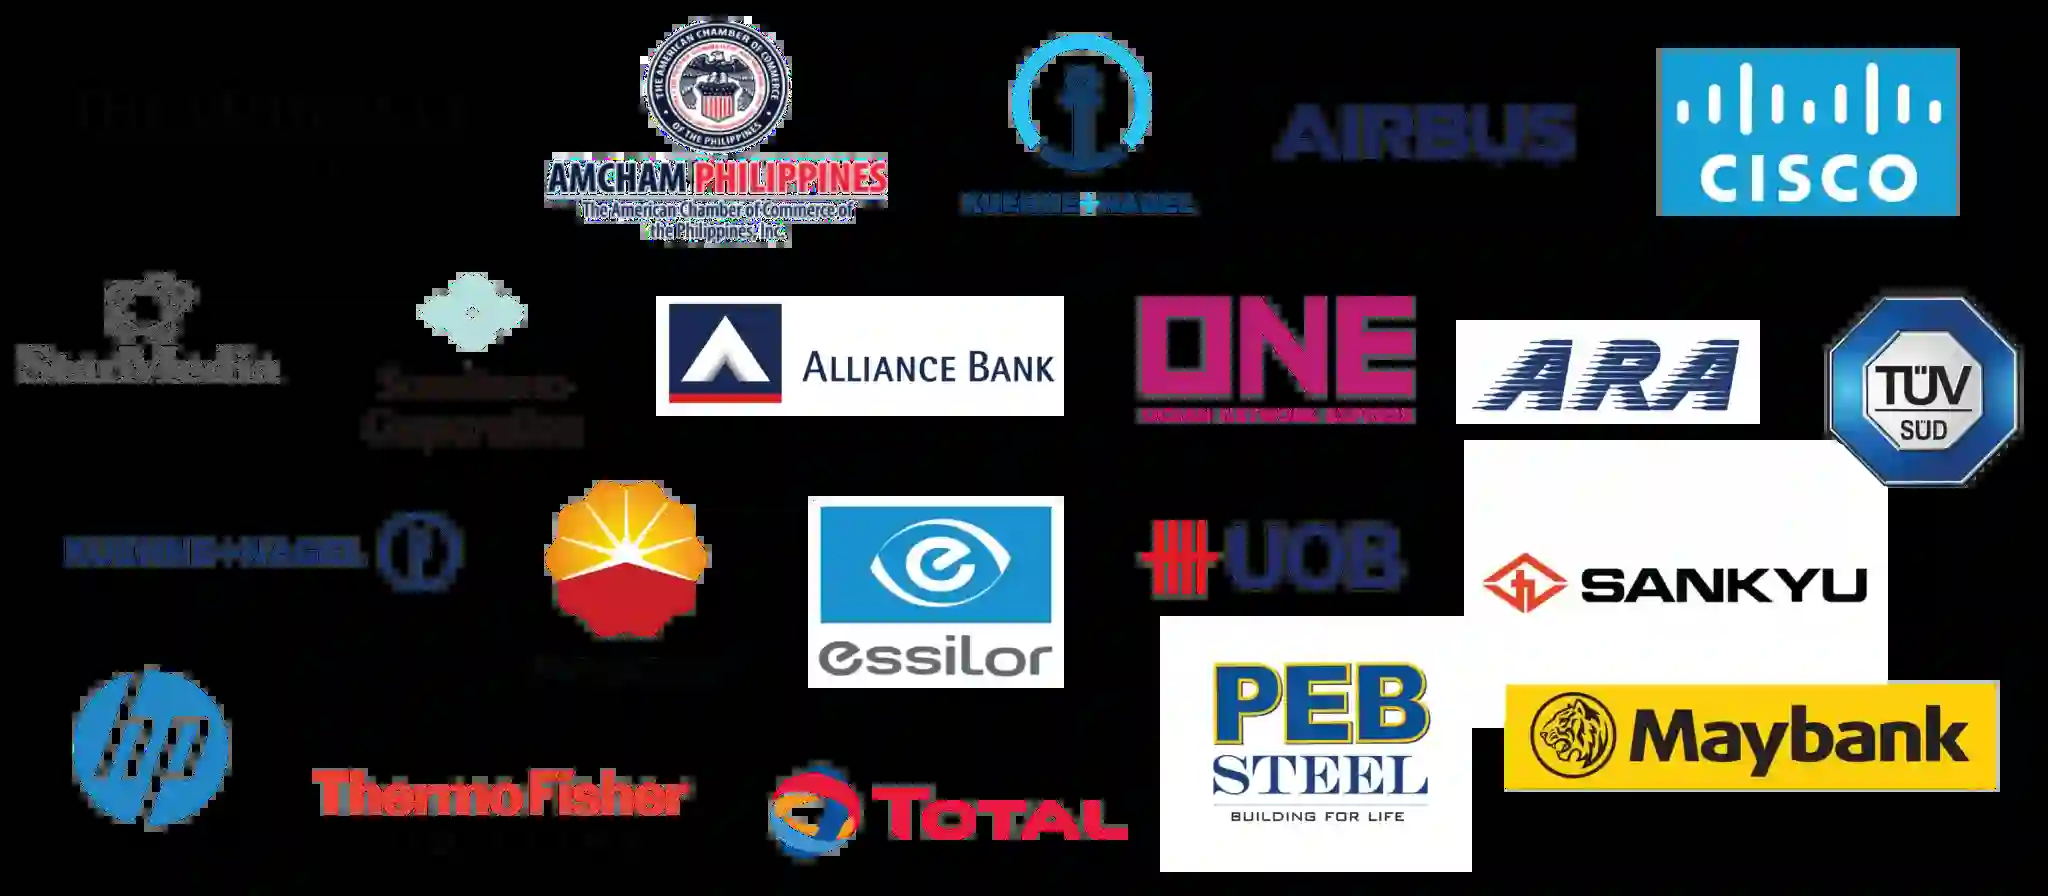 THE AMERICAN CHAMBER OF COMMERCE
OF THE PHILIPPINES
AMCHAM PHILIPPINES
The American Chamber of Commerce of
the Philippines, Inc.
KUEHNE+NAGEL
AIRBUS
CISCO
StarMedia
Corporation
ALLIANCE BANK
ONE
OCEAN NETWORK EXPRESS
ARA
TÜV
SÜD
KUEHNE+NAGEL
e
essilor
UOB
SANKYU
hp
ThermoFisher
TOTAL
PEB
STEEL
BUILDING FOR LIFE
Maybank